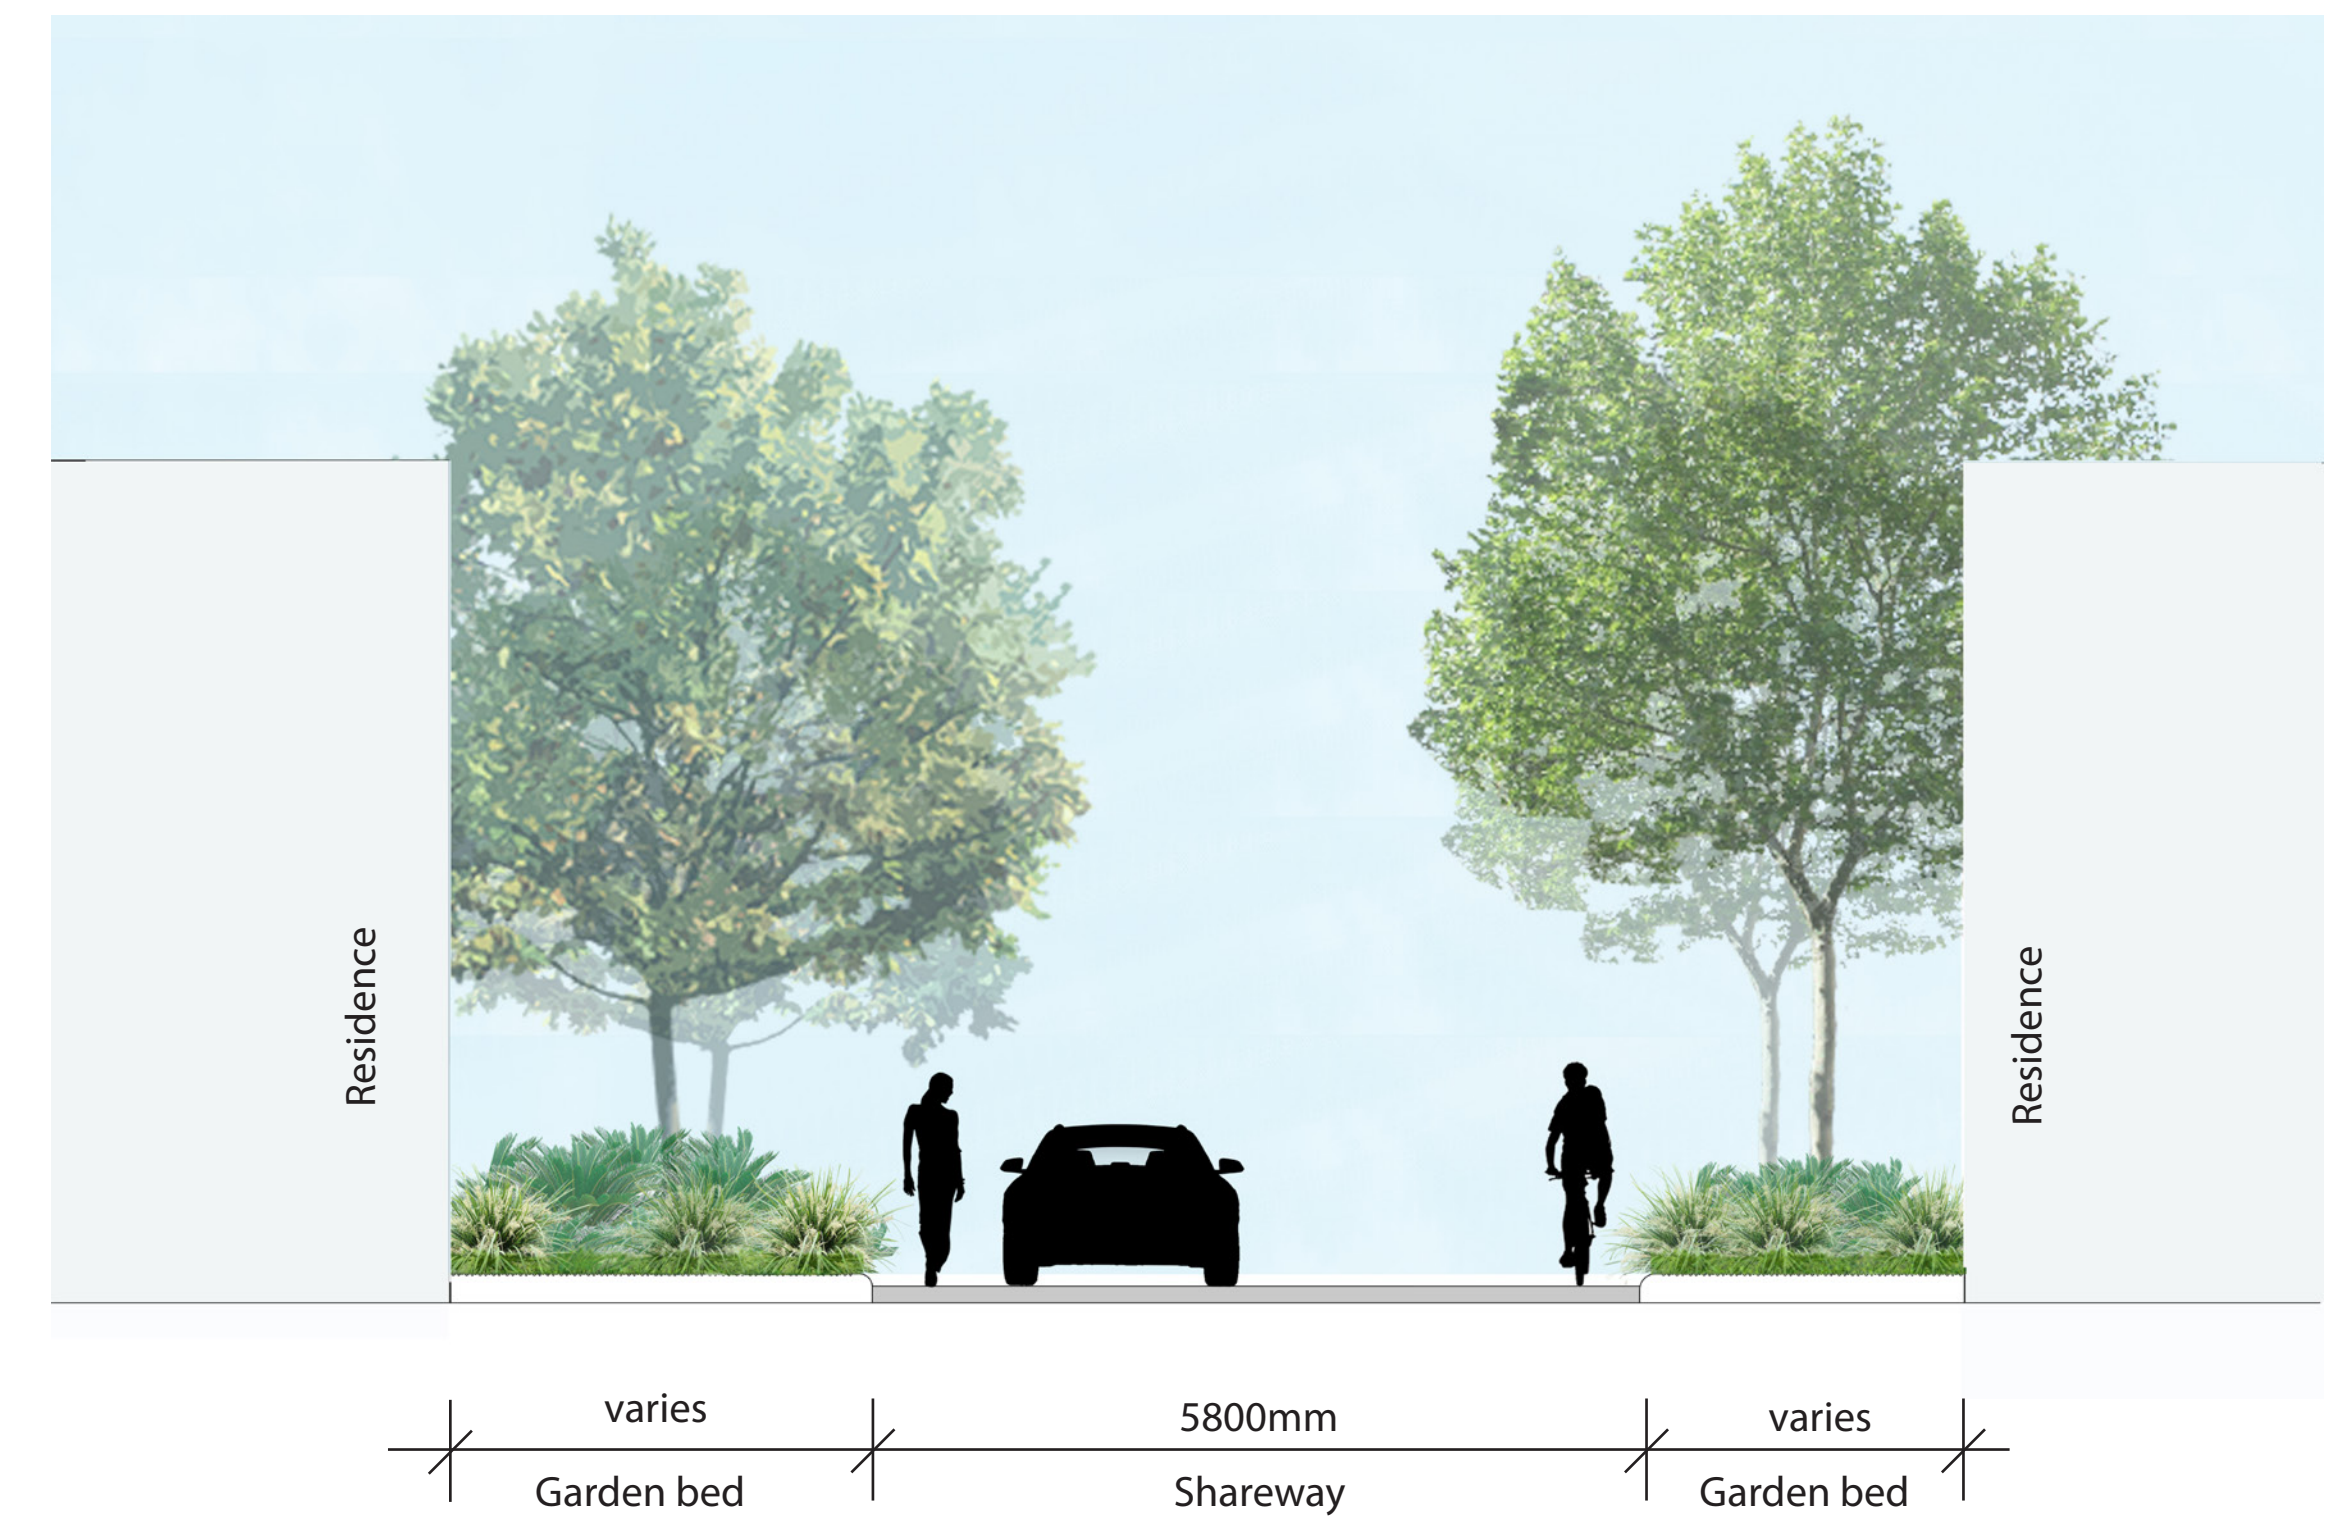 Residence
Residence
varies
5800mm
varies
Garden bed
Shareway
Garden bed